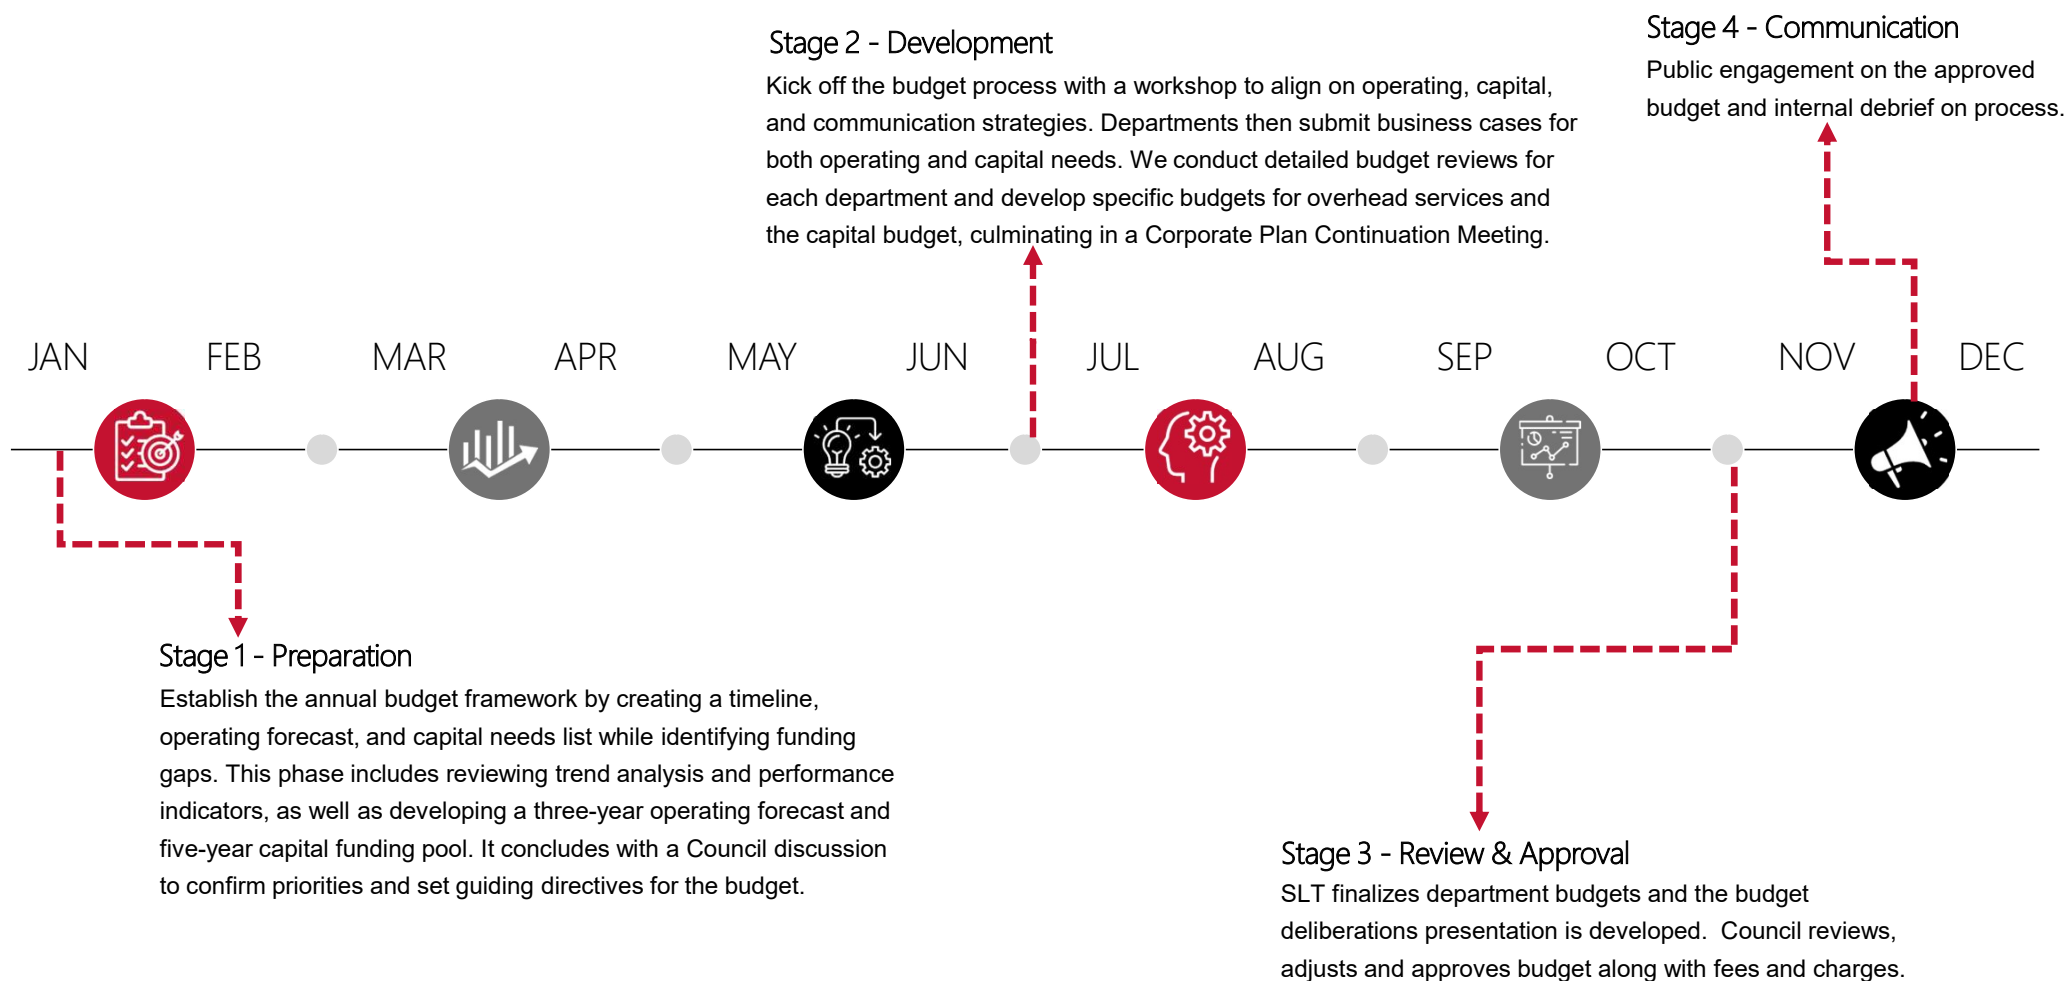 Stage 2 - Development
Kick off the budget process with a workshop to align on operating, capital,
and communication strategies. Departments then submit business cases for
both operating and capital needs. We conduct detailed budget reviews for
each department and develop specific budgets for overhead services and
the capital budget, culminating in a Corporate Plan Continuation Meeting.
Stage 4 - Communication
Public engagement on the approved
budget and internal debrief on process.
JAN FEB MAR APR MAY JUN JUL AUG SEP OCT NOV DEC
Stage 1 - Preparation
Establish the annual budget framework by creating a timeline,
operating forecast, and capital needs list while identifying funding
gaps. This phase includes reviewing trend analysis and performance
indicators, as well as developing a three-year operating forecast and
five-year capital funding pool. It concludes with a Council discussion
to confirm priorities and set guiding directives for the budget.
Stage 3 - Review & Approval
SLT finalizes department budgets and the budget
deliberations presentation is developed.  Council reviews,
adjusts and approves budget along with fees and charges.